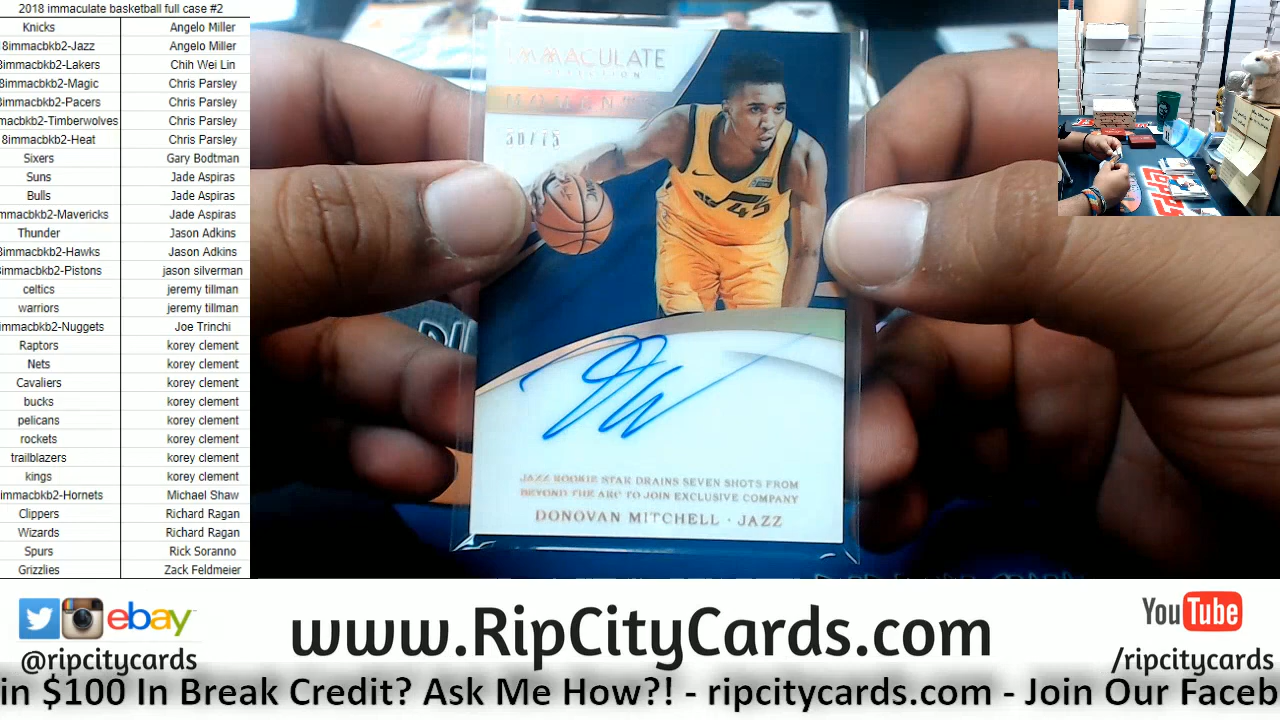 2018 immaculate basketball full case #2
Knicks Angelo Miller
8immacbkb2-Jazz Angelo Miller
8immacbkb2-Lakers Chih Wei Lin
8immacbkb2-Magic Chris Parsley
8immacbkb2-Pacers Chris Parsley
mmacbkb2-Timberwolves Chris Parsley
8immacbkb2-Heat Chris Parsley
Sixers Gary Bodtman
Suns Jade Aspiras
Bulls Jade Aspiras
mmacbkb2-Mavericks Jade Aspiras
Thunder Jason Adkins
8immacbkb2-Hawks Jason Adkins
8immacbkb2-Pistons jason silverman
celtics jeremy tillman
warriors jeremy tillman
immacbkb2-Nuggets Joe Trinchi
Raptors korey clement
Nets korey clement
Cavaliers korey clement
bucks korey clement
pelicans korey clement
rockets korey clement
trailblazers korey clement
kings korey clement
immacbkb2-Hornets Michael Shaw
Clippers Richard Ragan
Wizards Richard Ragan
Spurs Rick Soranno
Grizzlies Zack Feldmeier
IMMACULATE
COLLECTION
MOMENTS
45
JAZZ ROOKIE STAR DRAINS SEVEN SHOTS FROM
BEYOND THE ARC TO JOIN EXCLUSIVE COMPANY
DONOVAN MITCHELL · JAZZ
ebay
@ripcitycards
www.RipCityCards.com
YouTube
/ripcitycards
in $100 In Break Credit? Ask Me How?! - ripcitycards.com - Join Our Faceb